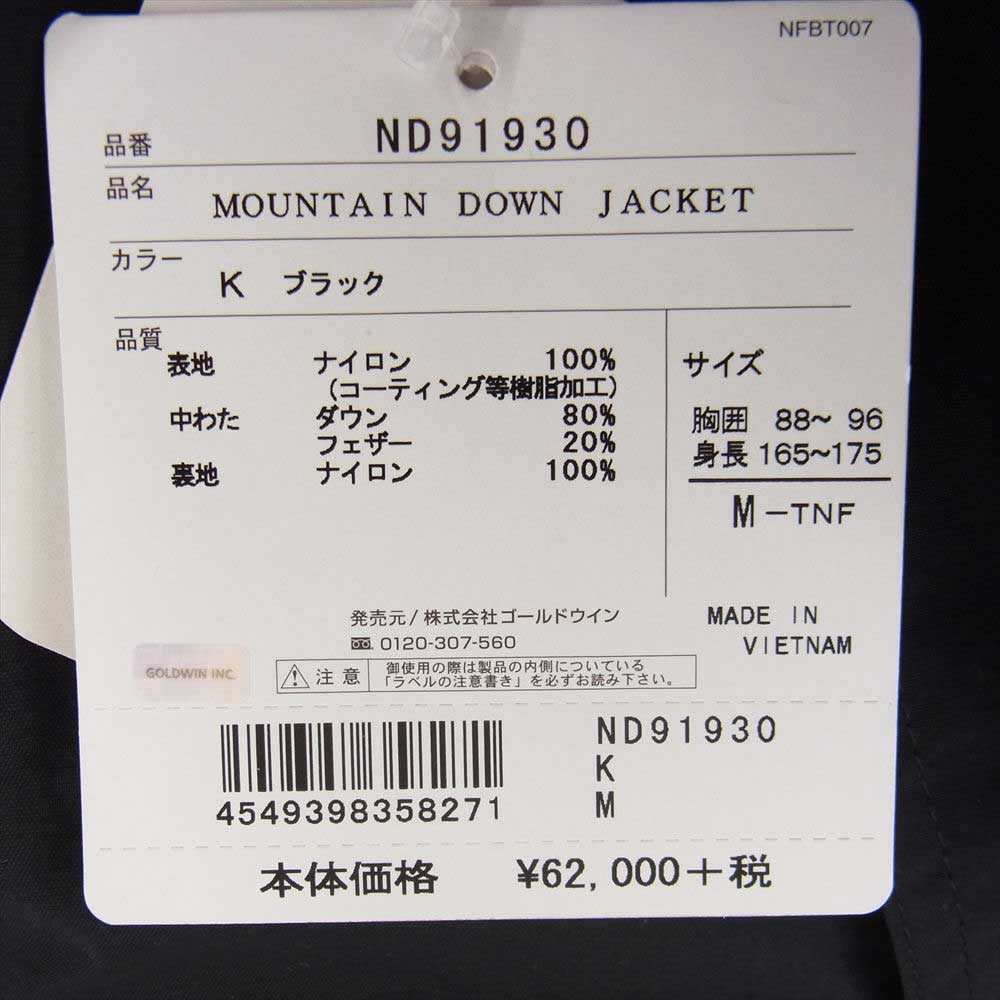 NFBT007
品番 ND91930
品名 MOUNTAIN DOWN JACKET
カラー K ブラック
品質
表地 ナイロン 100%
(コーティング等樹脂加工)
中わた ダウン 80%
フェザー 20%
裏地 ナイロン 100%
サイズ
胸囲 88~ 96
身長 165~175
M-TNF
発売元/株式会社ゴールドウイン
0120-307-560
MADE IN
VIETNAM
GOLDWIN INC.
注意 御使用の際は製品の内側についている
「ラベルの注意書き」を必ずお読み下さい。
4549398358271
ND91930
K
M
本体価格 ¥62,000+税